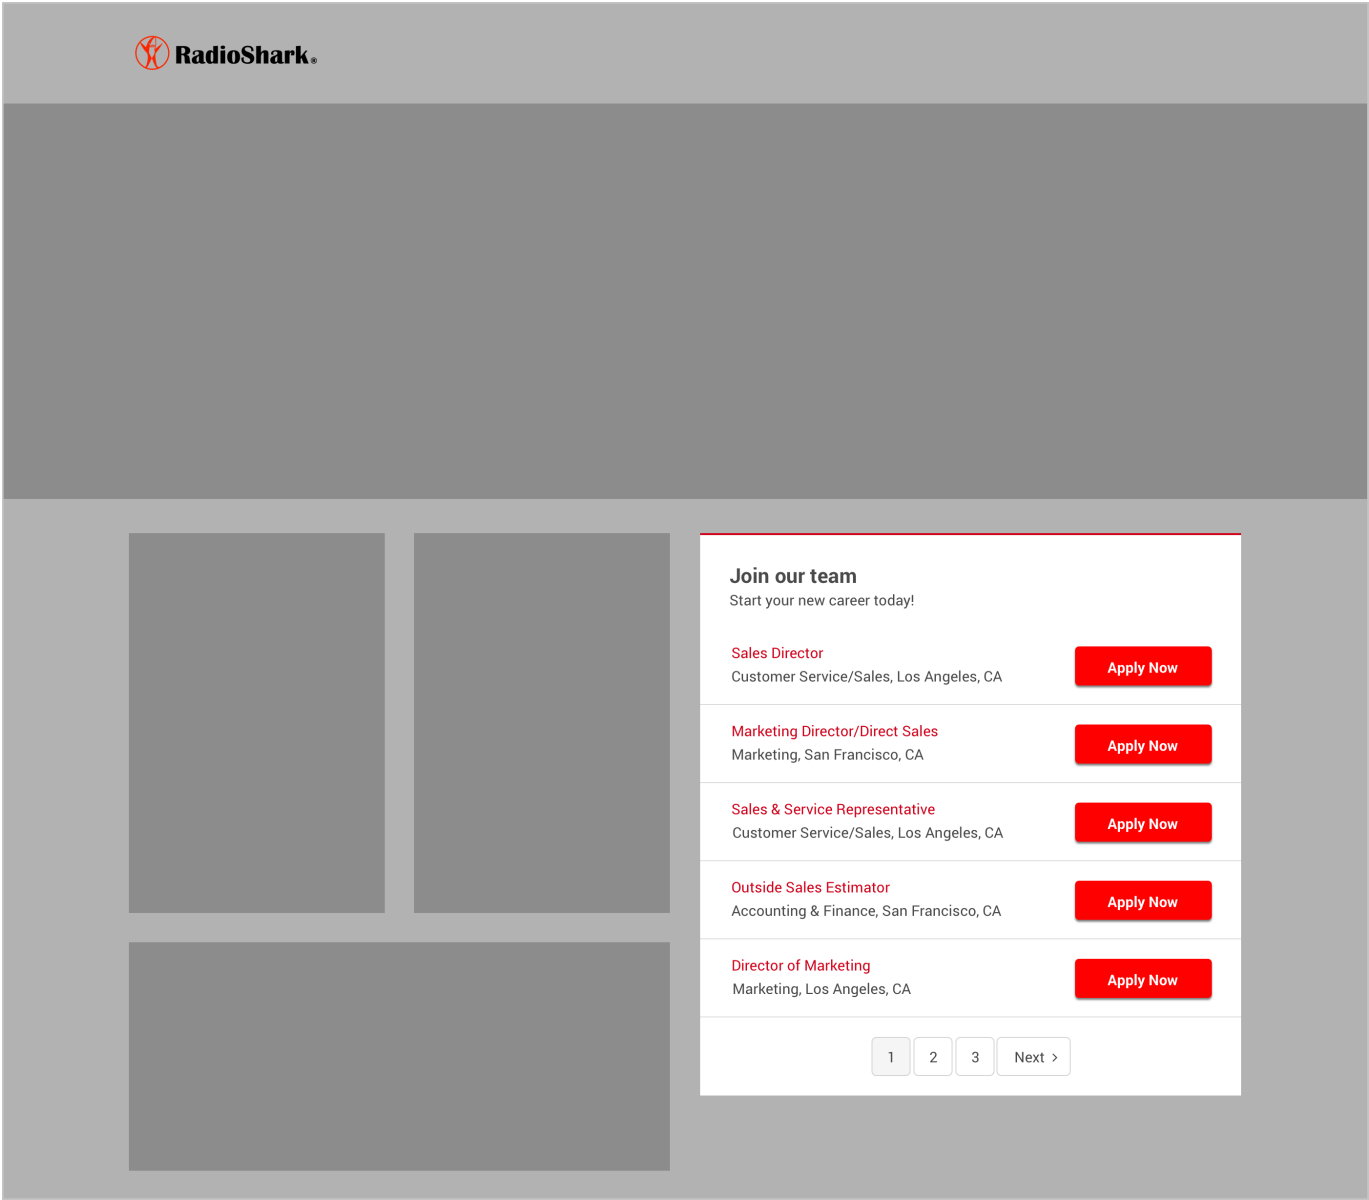 RadioShark®
Join our team
Start your new career today!
Sales Director
Customer Service/Sales, Los Angeles, CA
Apply Now
Marketing Director/Direct Sales
Marketing, San Francisco, CA
Apply Now
Sales & Service Representative
Customer Service/Sales, Los Angeles, CA
Apply Now
Outside Sales Estimator
Accounting & Finance, San Francisco, CA
Apply Now
Director of Marketing
Marketing, Los Angeles, CA
Apply Now
1 2 3 Next >